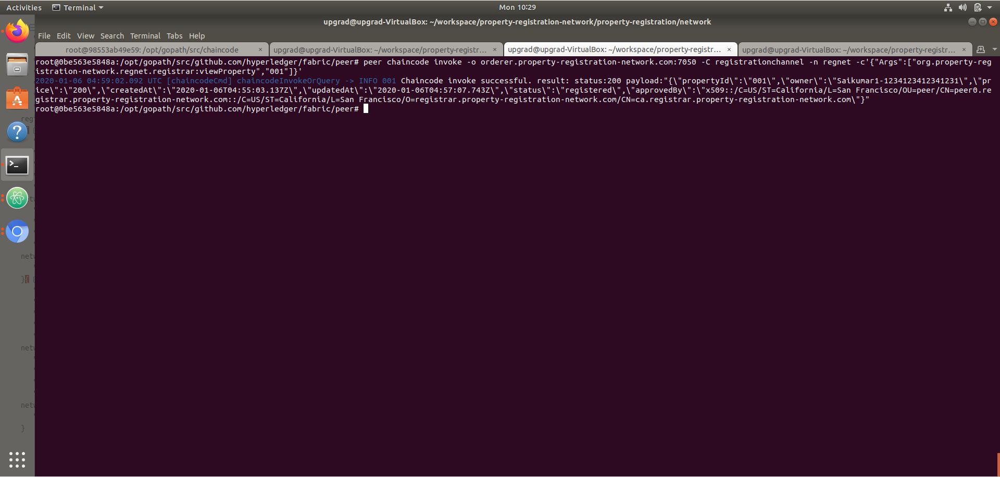 Activities Terminal Mon 10:29
upgrad@upgrad-VirtualBox: ~/workspace/property-registration-network/property-registration/network
File Edit View Search Terminal Tabs Help
root@98553ab49e59: /opt/gopath/src/chaincode × upgrad@upgrad-VirtualBox: ~/workspace/property-registr... × upgrad@upgrad-VirtualBox: ~/workspace/property-registr... × upgrad@upgrad-VirtualBox: ~/workspace/property-registr... ×
root@0be563e5848a:/opt/gopath/src/github.com/hyperledger/fabric/peer# peer chaincode invoke -o orderer.property-registration-network.com:7050 -C registrationchannel -n regnet -c'{"Args":["org.property-reg
istration-network.regnet.registrar:viewProperty","001"]}'
2020-01-06 04:59:02.092 UTC [chaincodeCmd] chaincodeInvokeOrQuery -> INFO 001 Chaincode invoke successful. result: status:200 payload:"{\"propertyId\":\"001\",\"owner\":\"Saikumar1-1234123412341231\",\"pr
ice\":\"200\",\"createdAt\":\"2020-01-06T04:55:03.137Z\",\"updatedAt\":\"2020-01-06T04:57:07.743Z\",\"status\":\"registered\",\"approvedBy\":\"x509::/C=US/ST=California/L=San Francisco/OU=peer/CN=peer0.re
gistrar.property-registration-network.com::/C=US/ST=California/L=San Francisco/O=registrar.property-registration-network.com/CN=ca.registrar.property-registration-network.com\"}"
root@0be563e5848a:/opt/gopath/src/github.com/hyperledger/fabric/peer#